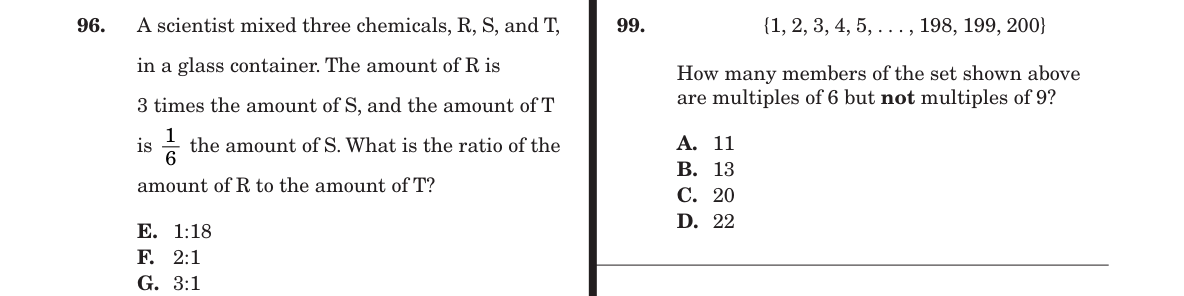 96. A scientist mixed three chemicals, R, S, and T,
in a glass container. The amount of R is
3 times the amount of S, and the amount of T
is 1/6 the amount of S. What is the ratio of the
amount of R to the amount of T?
E. 1:18
F. 2:1
G. 3:1
99. {1, 2, 3, 4, 5, . . . , 198, 199, 200}
How many members of the set shown above
are multiples of 6 but not multiples of 9?
A. 11
B. 13
C. 20
D. 22